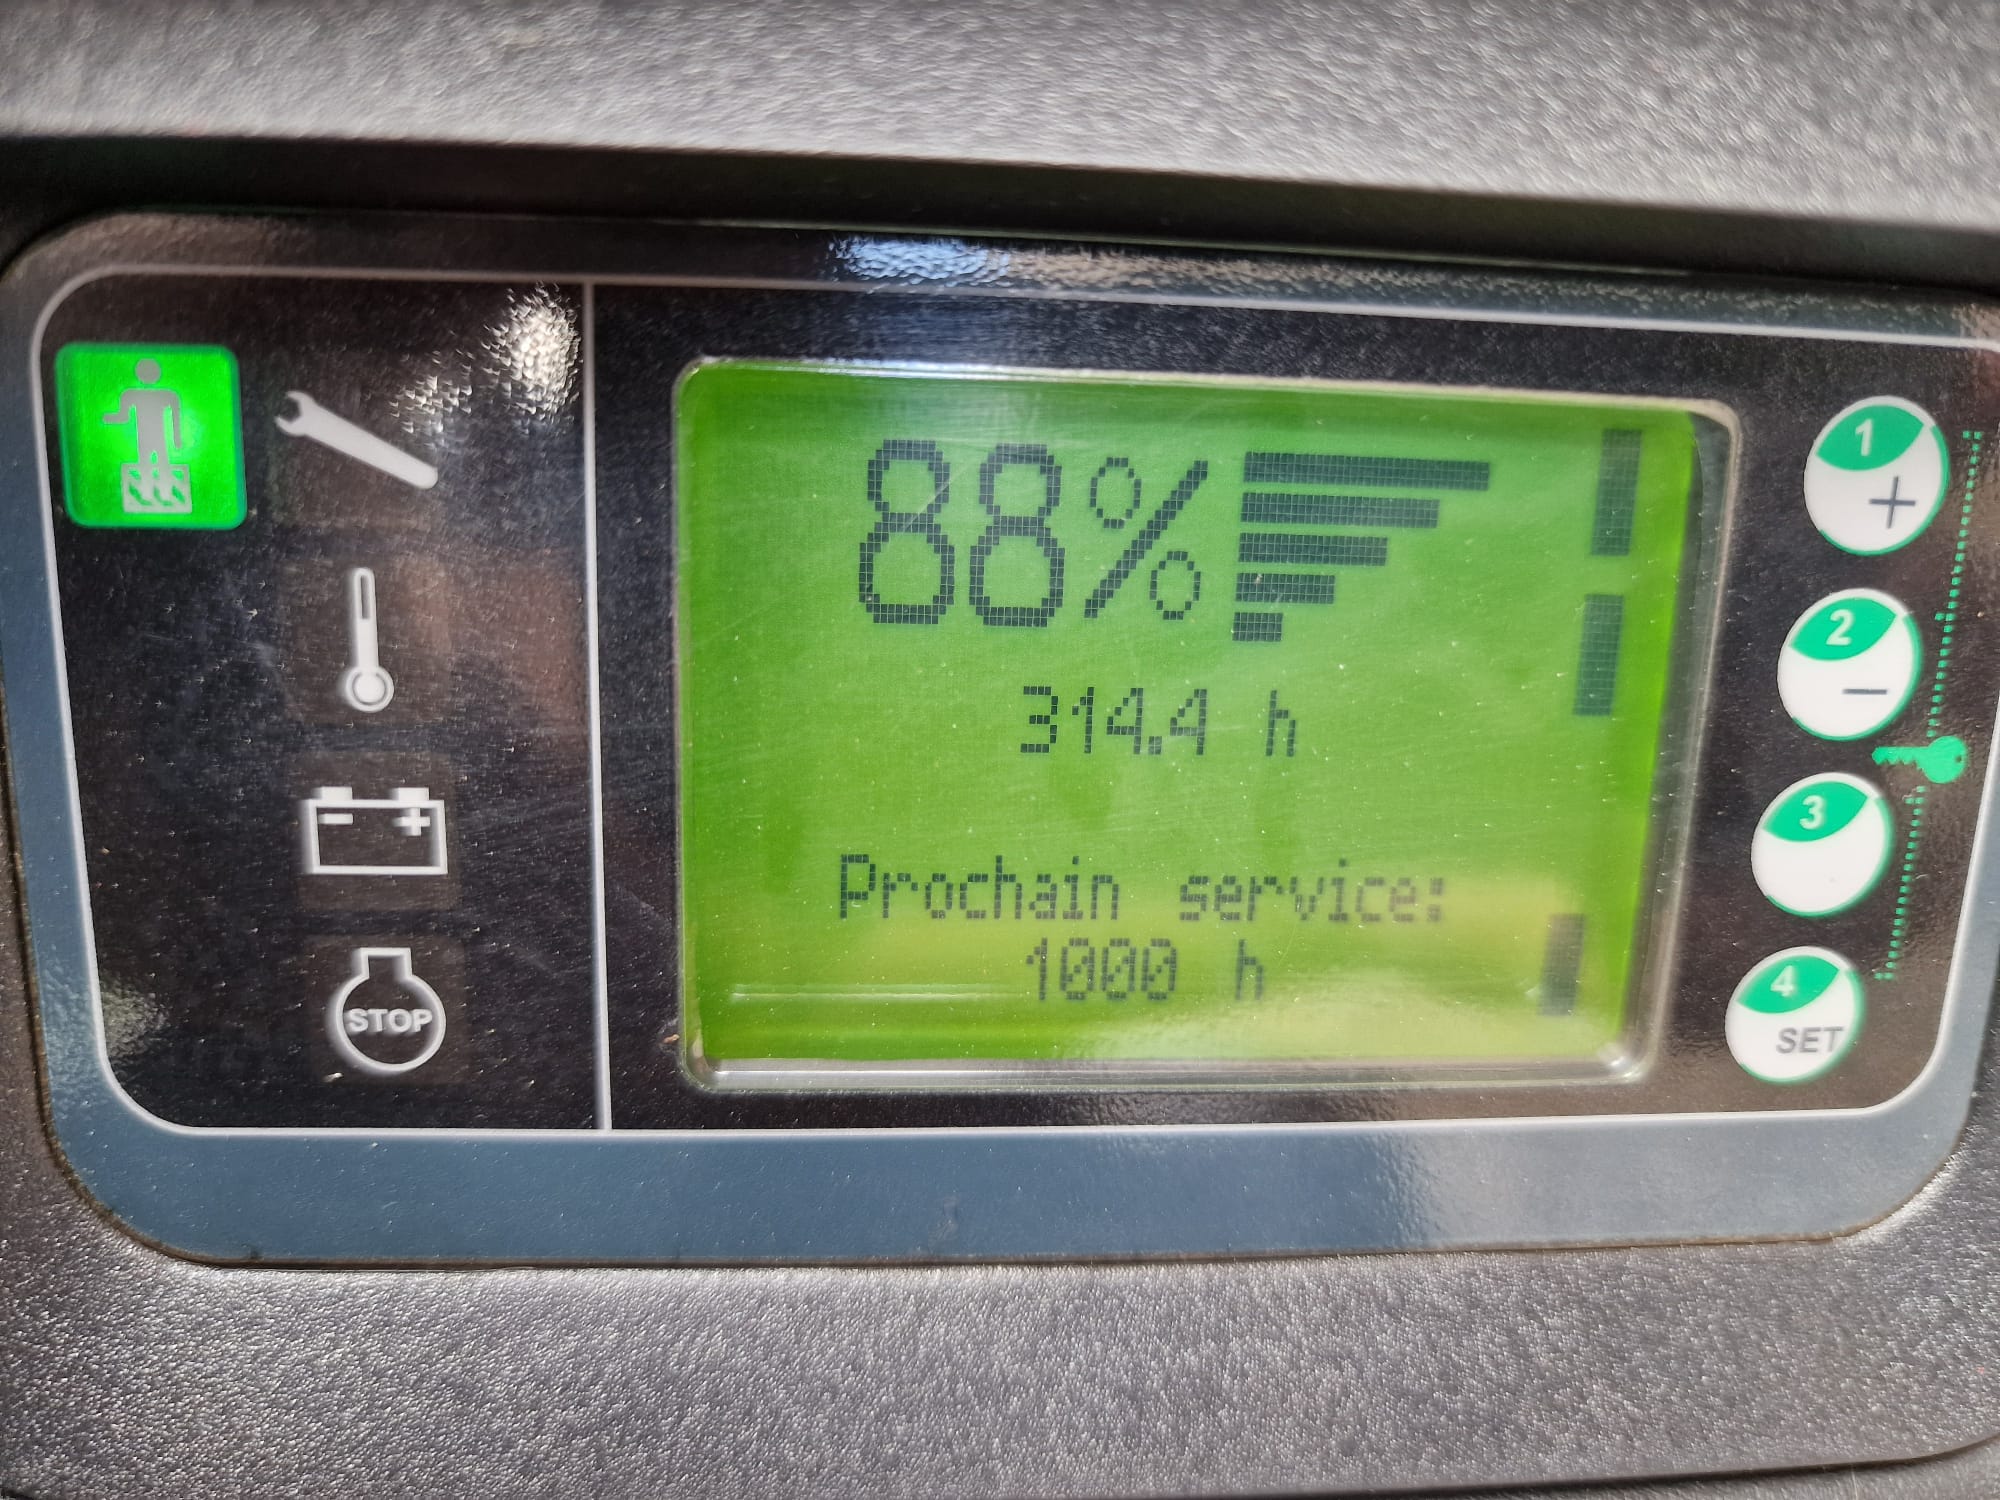 88%
314.4 h
Prochain service:
1000 h
- +
STOP
1
+
2
−
3
4
SET